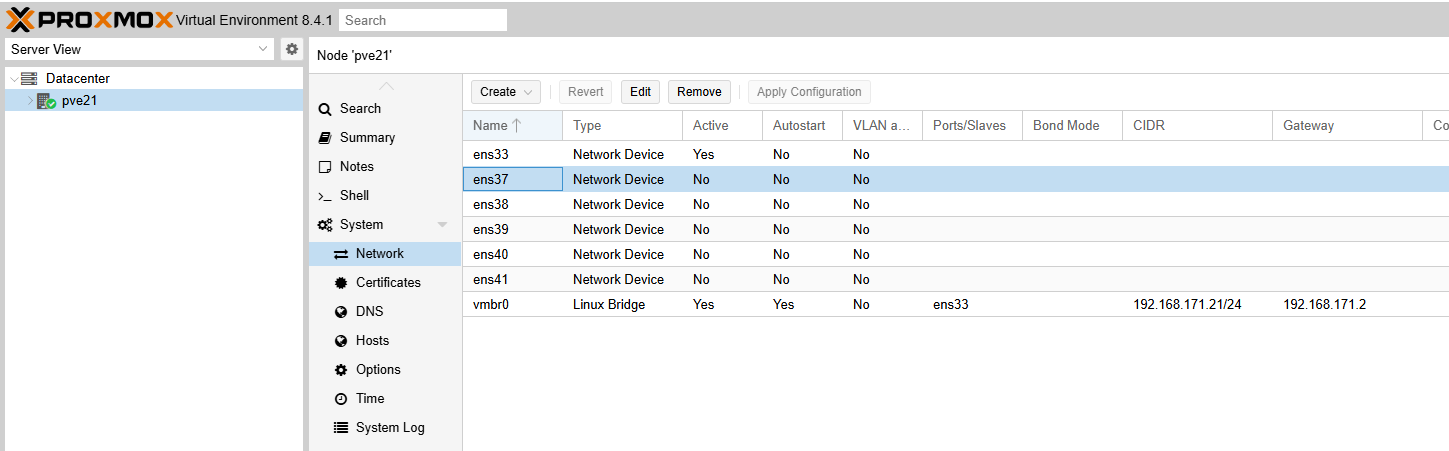 PROXMOX Virtual Environment 8.4.1 Search
Server View
Datacenter
pve21
Node 'pve21'
Search
Summary
Notes
Shell
System
Network
Certificates
DNS
Hosts
Options
Time
System Log
Create Revert Edit Remove Apply Configuration
Name Type Active Autostart VLAN a... Ports/Slaves Bond Mode CIDR Gateway Co
ens33 Network Device Yes No No
ens37 Network Device No No No
ens38 Network Device No No No
ens39 Network Device No No No
ens40 Network Device No No No
ens41 Network Device No No No
vmbr0 Linux Bridge Yes Yes No ens33 192.168.171.21/24 192.168.171.2